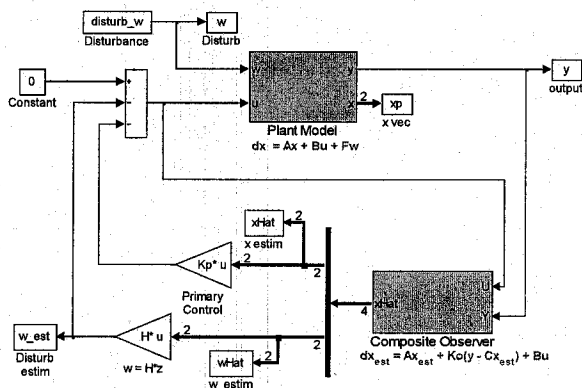 disturb_w
Disturbance
w
Disturb
0
Constant
+
−
−
w
u
y
x
Plant Model
dx = Ax + Bu + Fw
2
xp
x vec
y
output
xHat
x estim
2
Kp* u
2
2
Primary
Control
w_est
Disturb
estim
H* u
w = H*z
2
2
wHat
w_estim
2
4
xHat
U
Y
Composite Observer
dx_est = Ax_est + Ko(y - Cx_est) + Bu